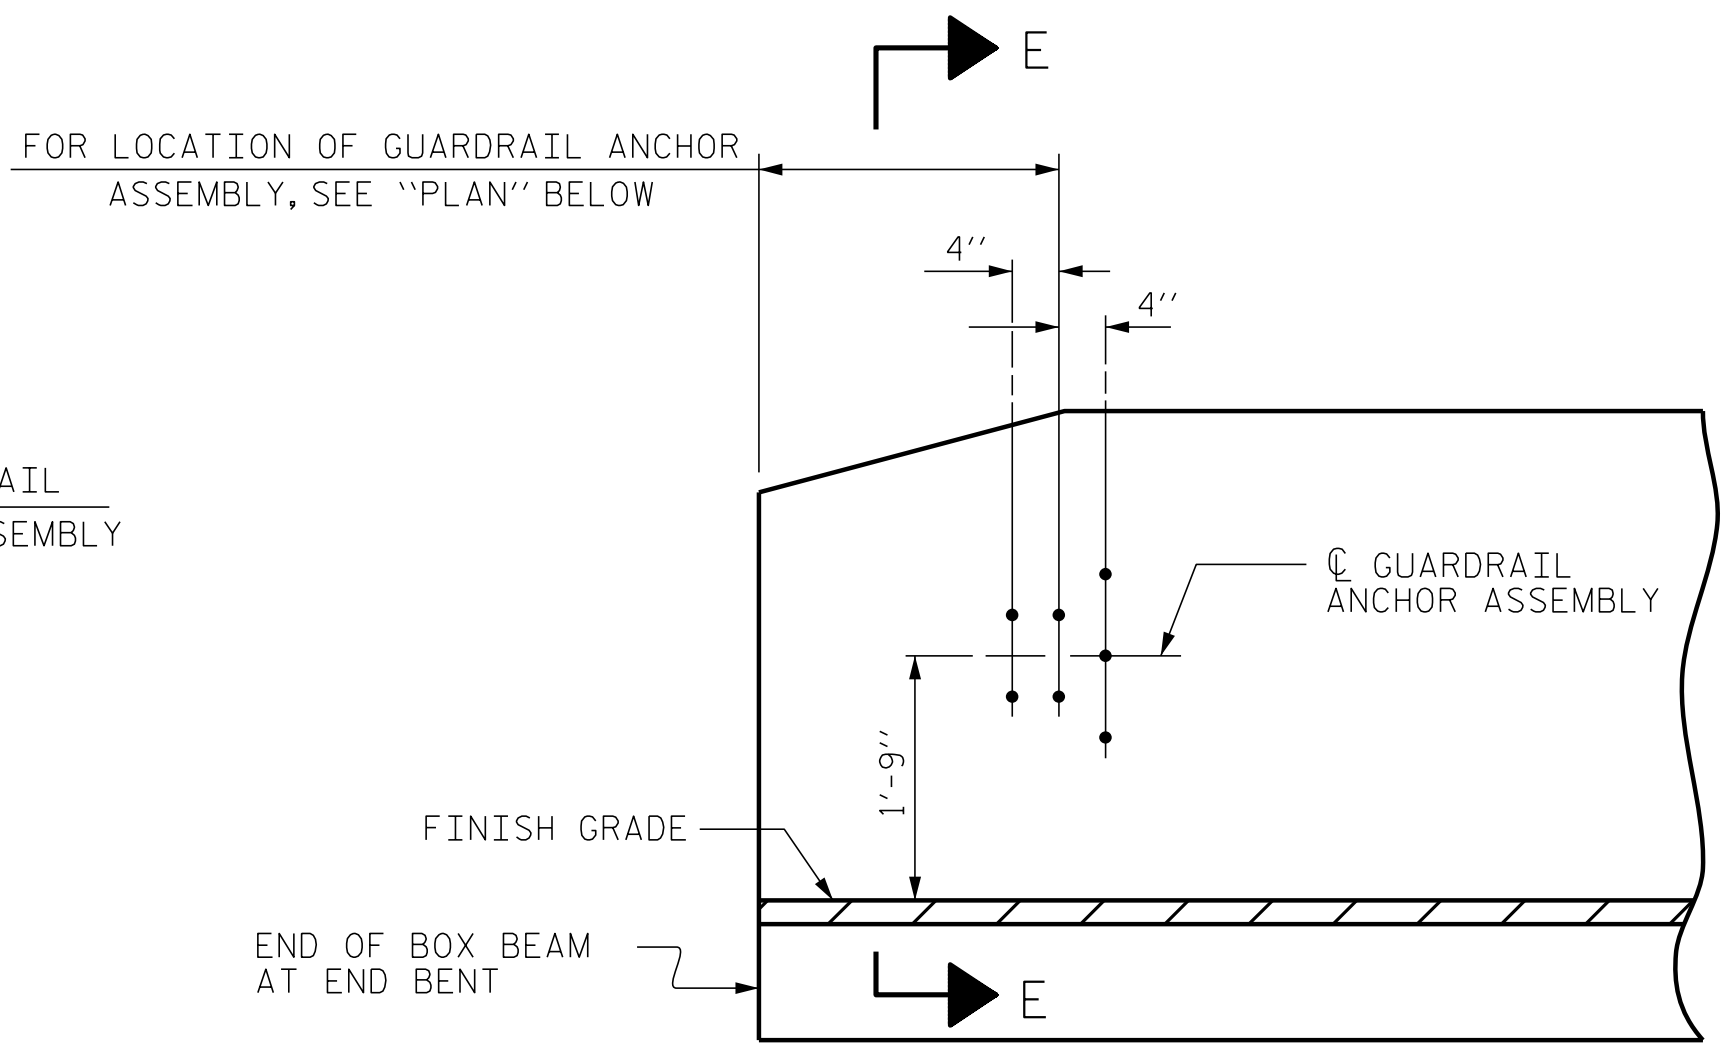 E
FOR LOCATION OF GUARDRAIL ANCHOR
ASSEMBLY, SEE ‶PLAN″ BELOW
4″
4″
AIL
SEMBLY
℄ GUARDRAIL
ANCHOR ASSEMBLY
1′-9″
FINISH GRADE
END OF BOX BEAM
AT END BENT
E